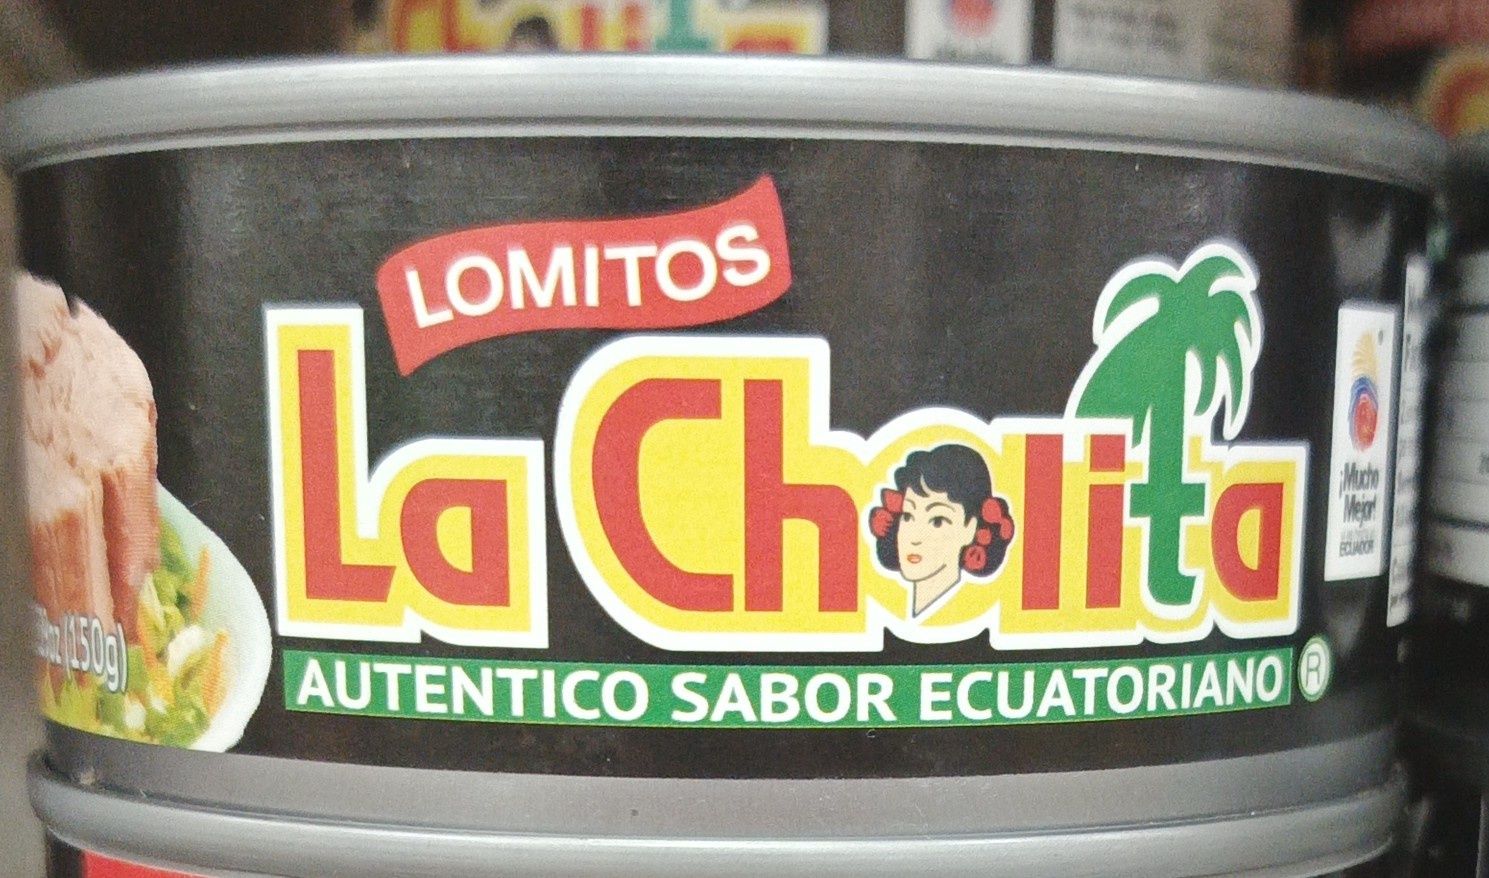 LOMITOS
La Cholita
AUTENTICO SABOR ECUATORIANO ®
(150g)
¡Mucho
Mejor!
ECUADOR